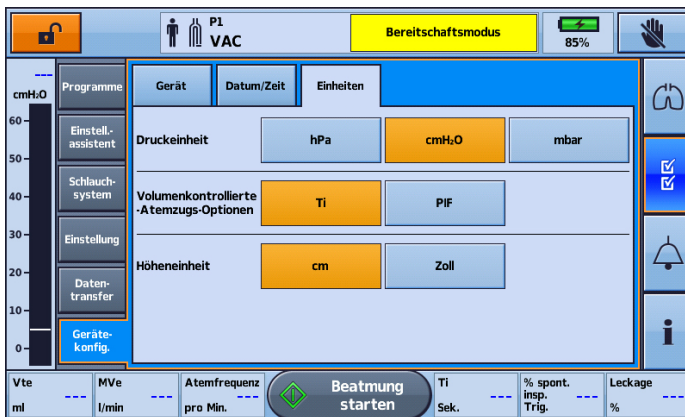 P1
VAC
Bereitschaftsmodus
85%
---
cmH₂O
60
50
40
30
20
10
0
Programme
Einstell.-
assistent
Schlauch-
system
Einstellung
Daten-
transfer
Geräte-
konfig.
Gerät
Datum/Zeit
Einheiten
Druckeinheit
hPa
cmH₂O
mbar
Volumenkontrollierte
-Atemzugs-Optionen
Ti
PIF
Höheneinheit
cm
Zoll
i
Vte
---
ml
MVe
---
l/min
Atemfrequenz
---
pro Min.
Beatmung
starten
Ti
---
Sek.
% spont.
insp.
Trig.
---
Leckage
---
%